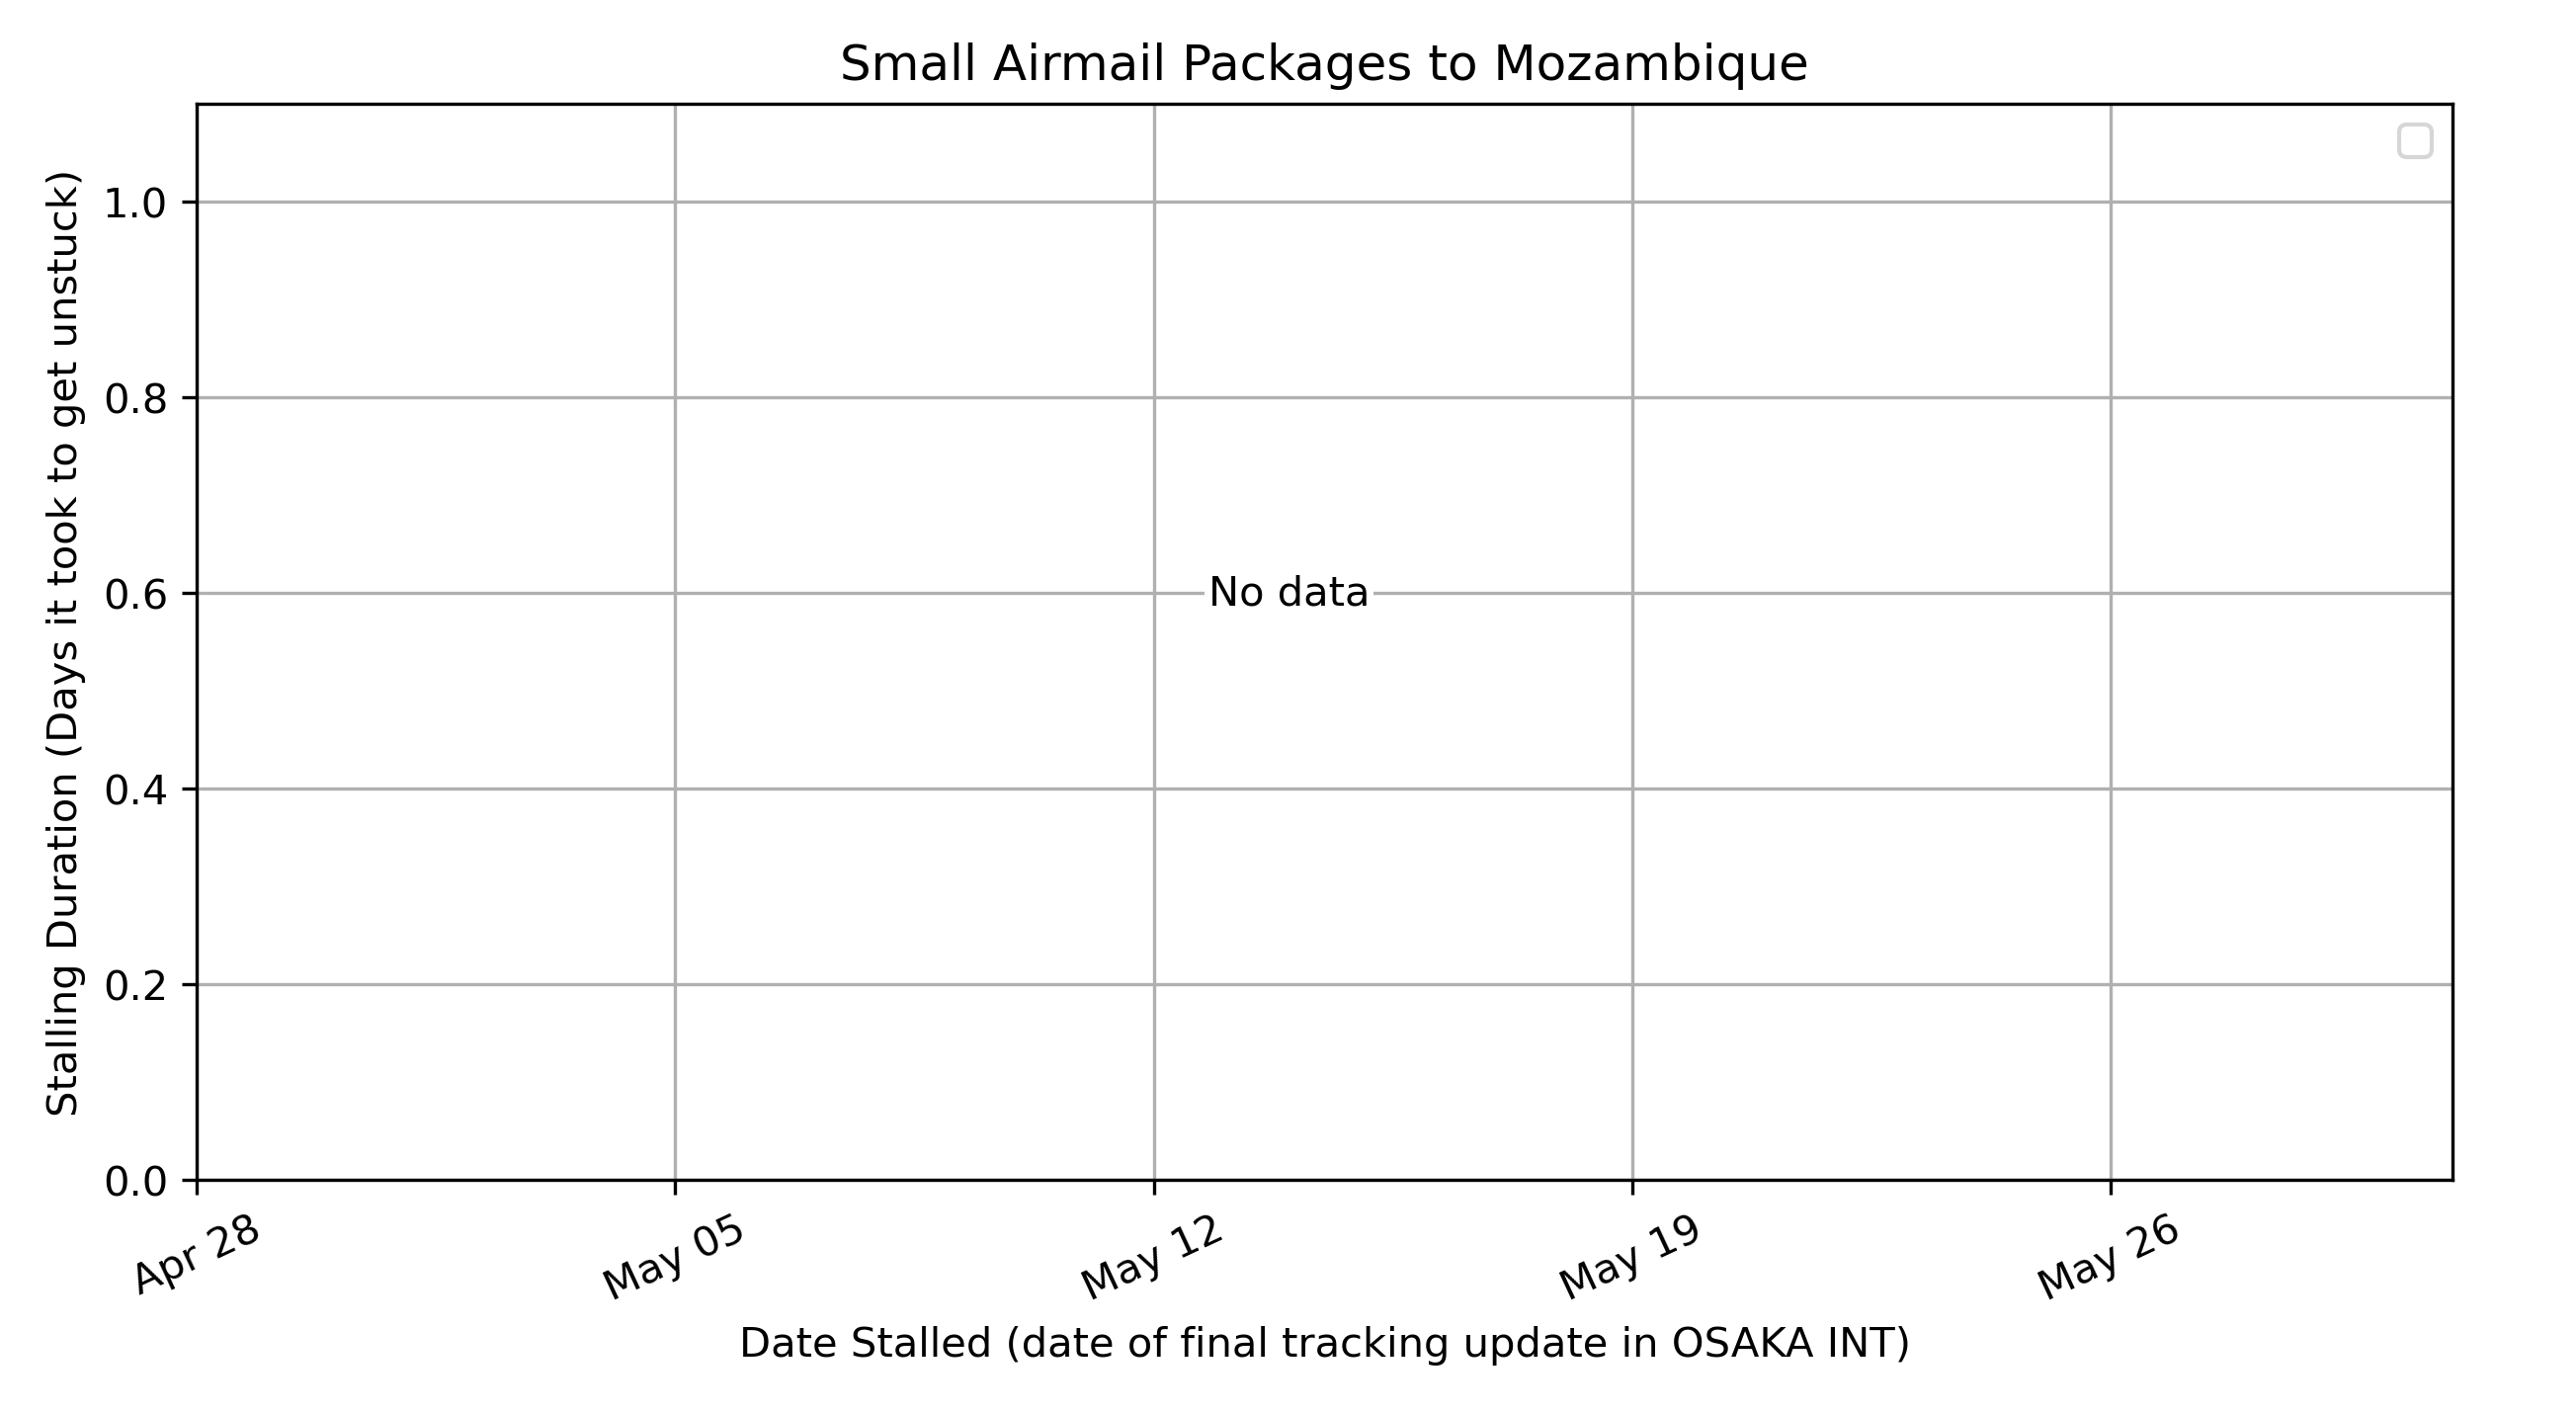 Small Airmail Packages to Mozambique
Stalling Duration (Days it took to get unstuck)
1.0
0.8
0.6
0.4
0.2
0.0
No data
Apr 28
May 05
May 12
May 19
May 26
Date Stalled (date of final tracking update in OSAKA INT)